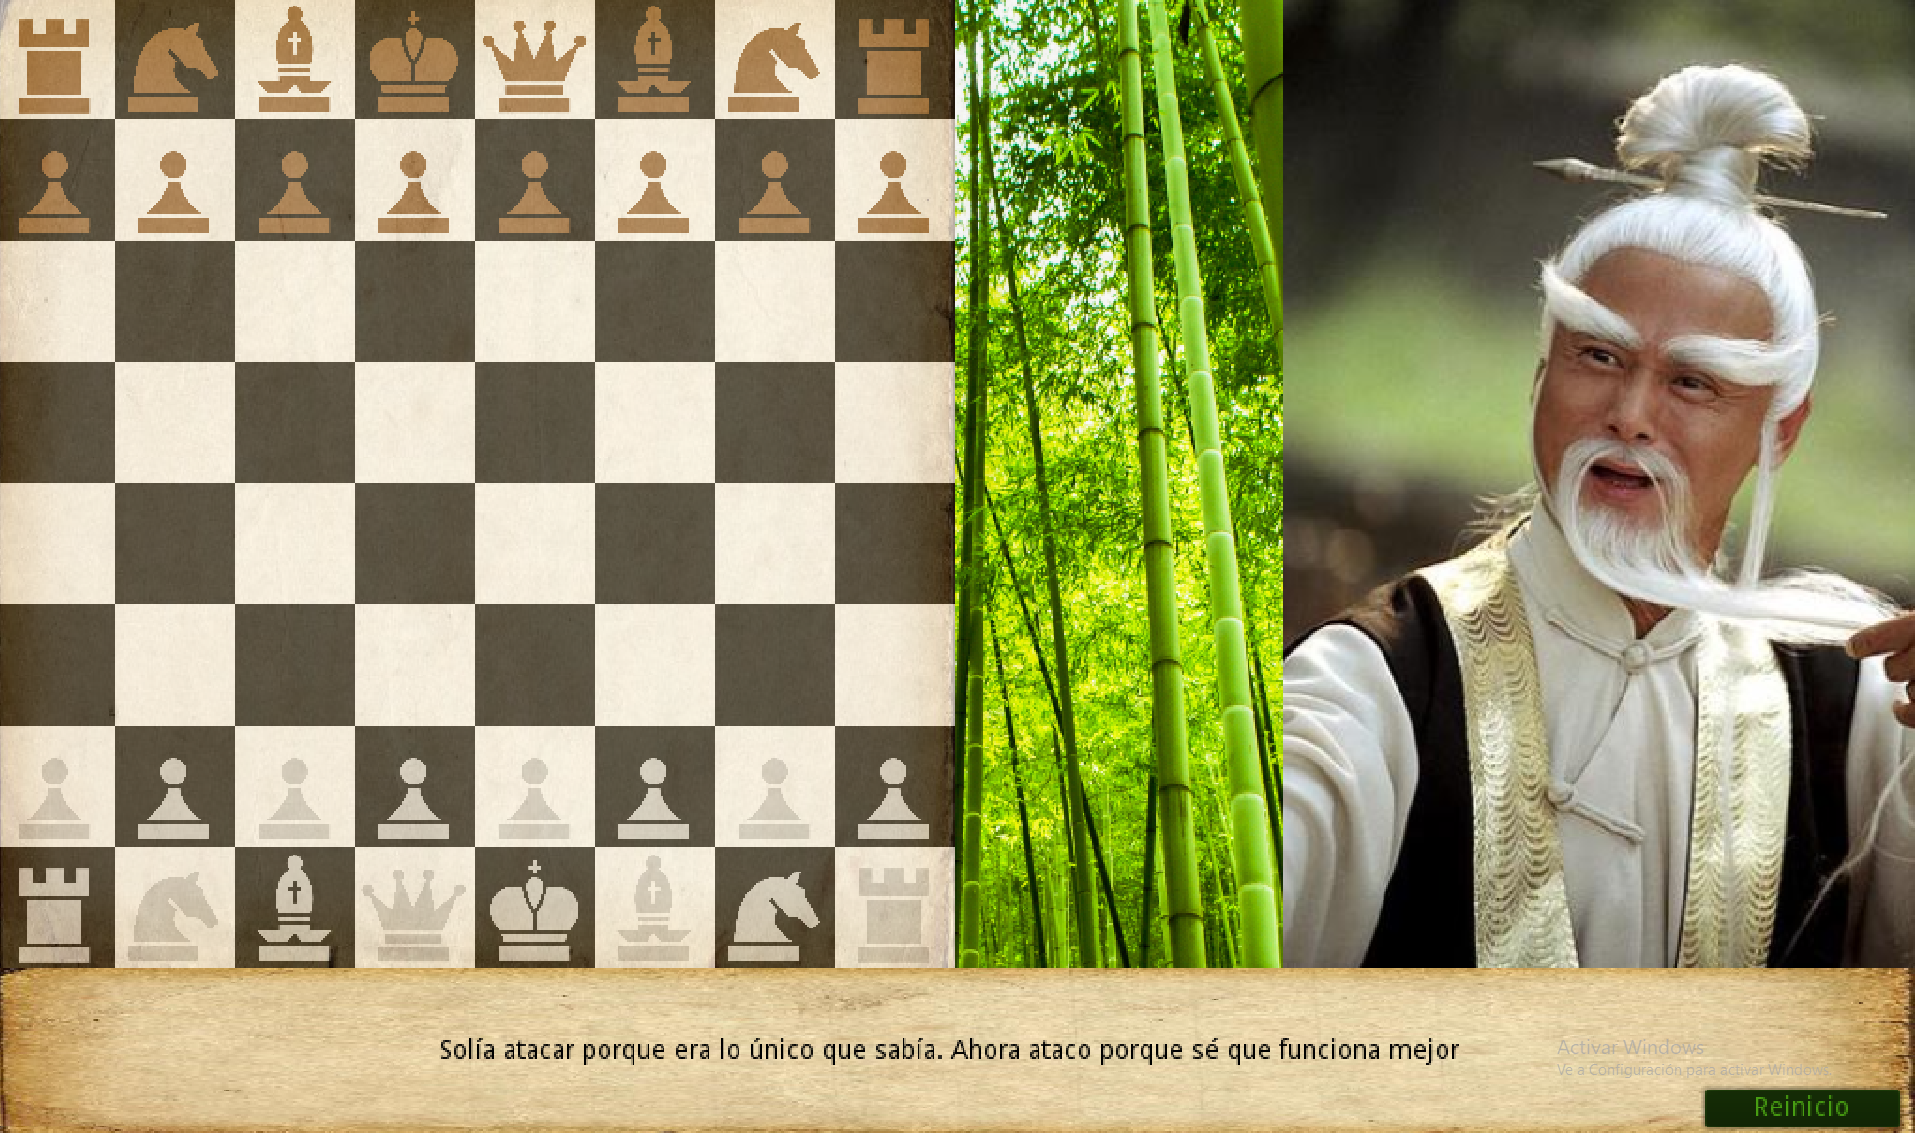 Solía atacar porque era lo único que sabía. Ahora ataco porque sé que funciona mejor
Activar Windows
Ve a Configuración para activar Windows.
Reinicio